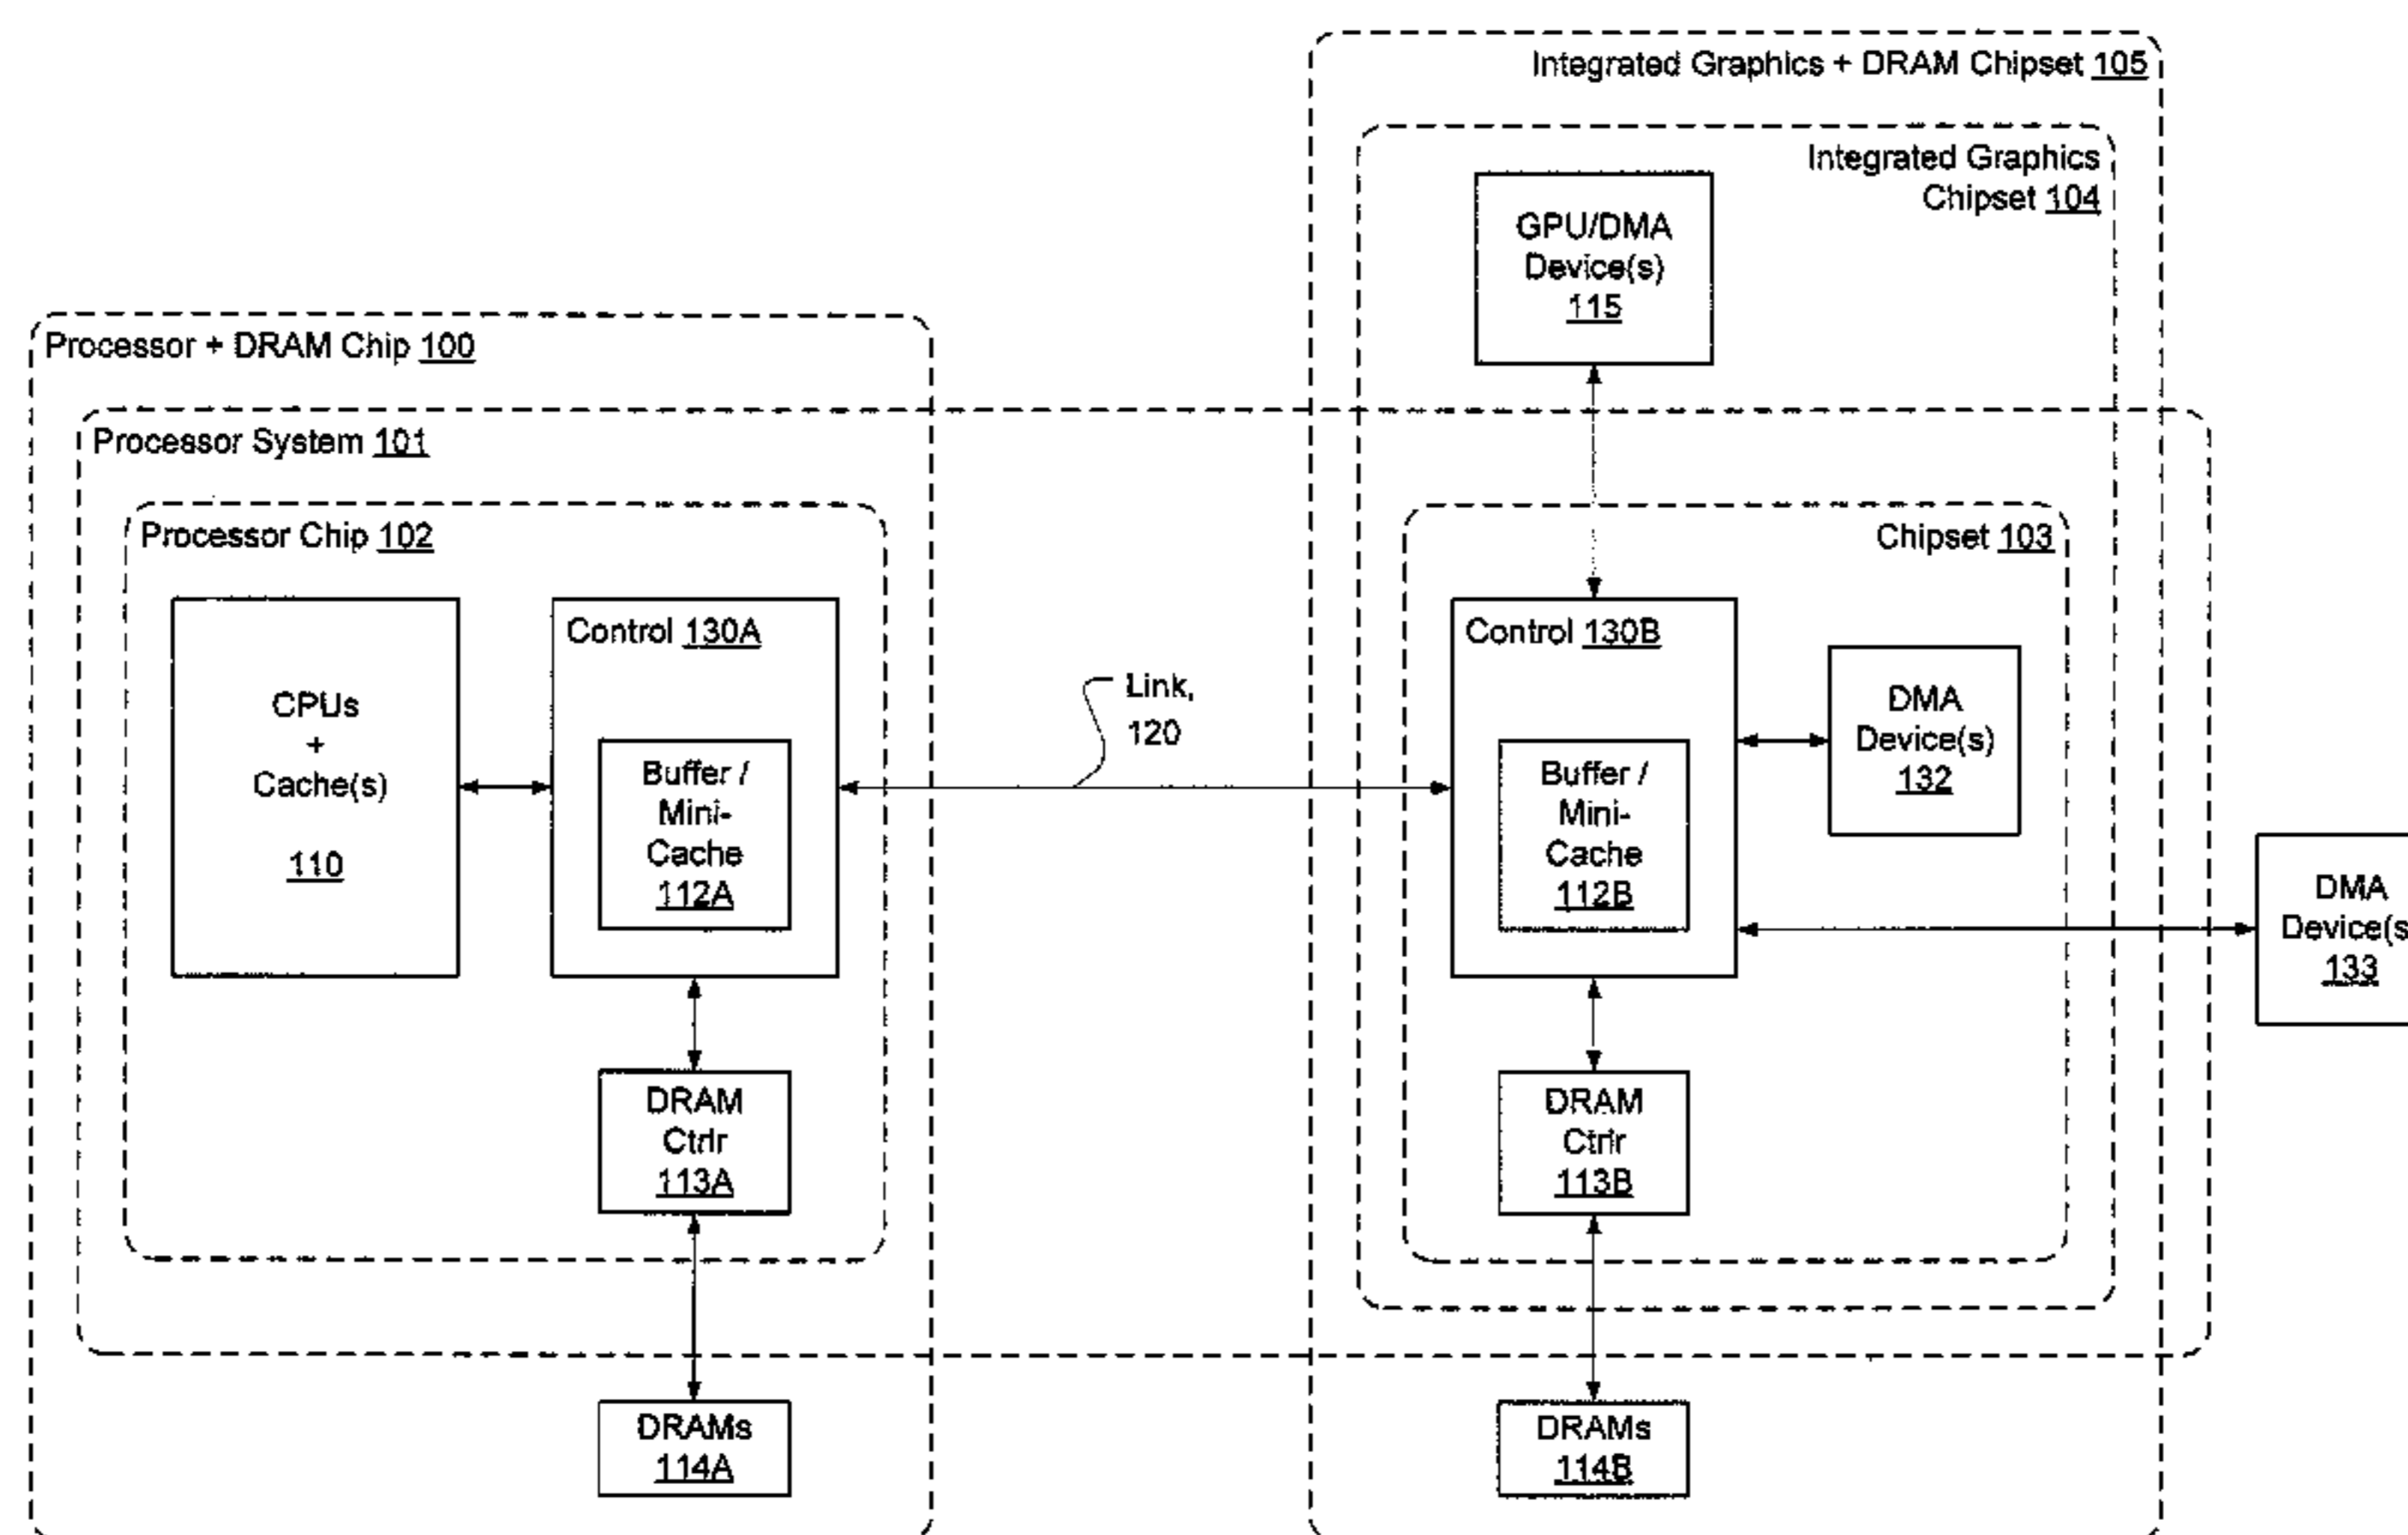 Integrated Graphics + DRAM Chipset 105
Integrated Graphics
Chipset 104
GPU/DMA
Device(s)
115
Processor + DRAM Chip 100
Processor System 101
Processor Chip 102
Chipset 103
CPUs
+
Cache(s)
110
Control 130A
Buffer /
Mini-
Cache
112A
Link,
120
Control 130B
Buffer /
Mini-
Cache
112B
DMA
Device(s)
132
DMA
Device(s
133
DRAM
Ctrlr
113A
DRAM
Ctrlr
113B
DRAMs
114A
DRAMs
114B